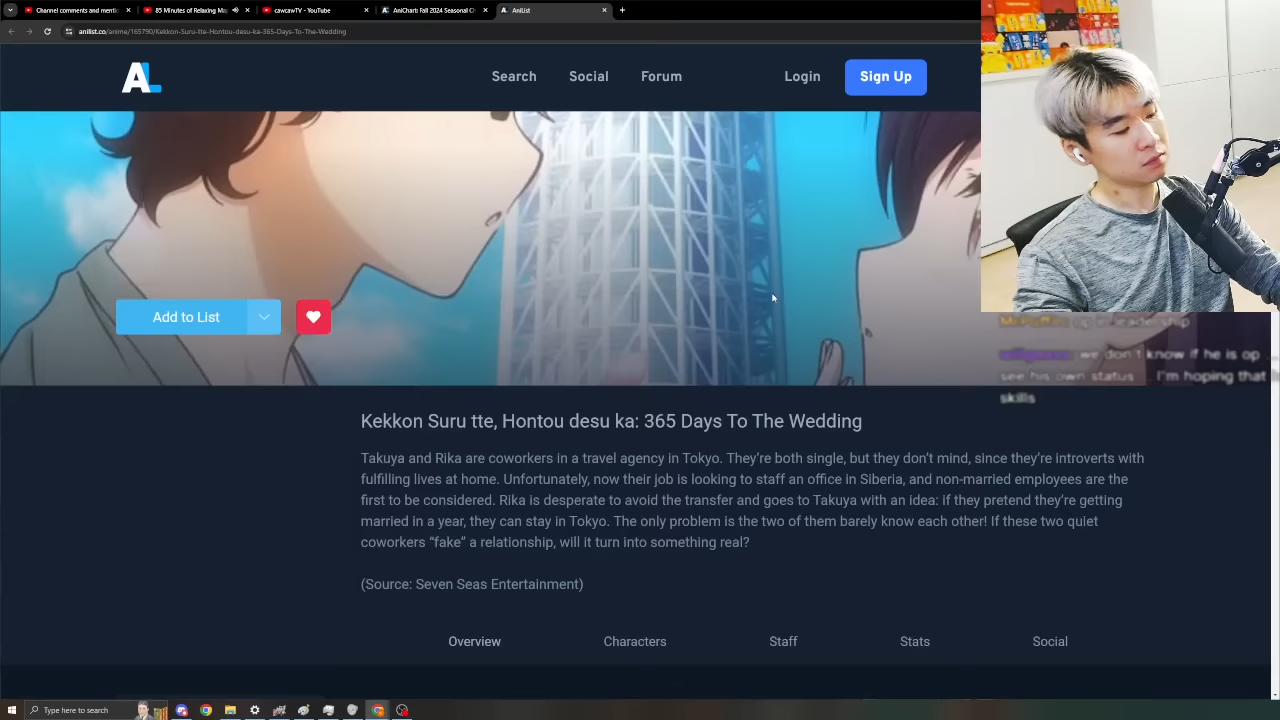 Channel comments and menti
85 Minutes of Relaxing Ma
cawcawTV - YouTube
AniChart: Fall 2024 Seasonal C
AniList
anilist.co/anime/165790/Kekkon-Suru-tte-Hontou-desu-ka-365-Days-To-The-Wedding
AL
Search
Social
Forum
Login
Sign Up
Add to List
op in leadership
we don't know if he is op
see his own status I'm hoping that
skills
Kekkon Suru tte, Hontou desu ka: 365 Days To The Wedding
Takuya and Rika are coworkers in a travel agency in Tokyo. They're both single, but they don't mind, since they're introverts with
fulfilling lives at home. Unfortunately, now their job is looking to staff an office in Siberia, and non-married employees are the
first to be considered. Rika is desperate to avoid the transfer and goes to Takuya with an idea: if they pretend they're getting
married in a year, they can stay in Tokyo. The only problem is the two of them barely know each other! If these two quiet
coworkers “fake” a relationship, will it turn into something real?
(Source: Seven Seas Entertainment)
Overview
Characters
Staff
Stats
Social
Type here to search